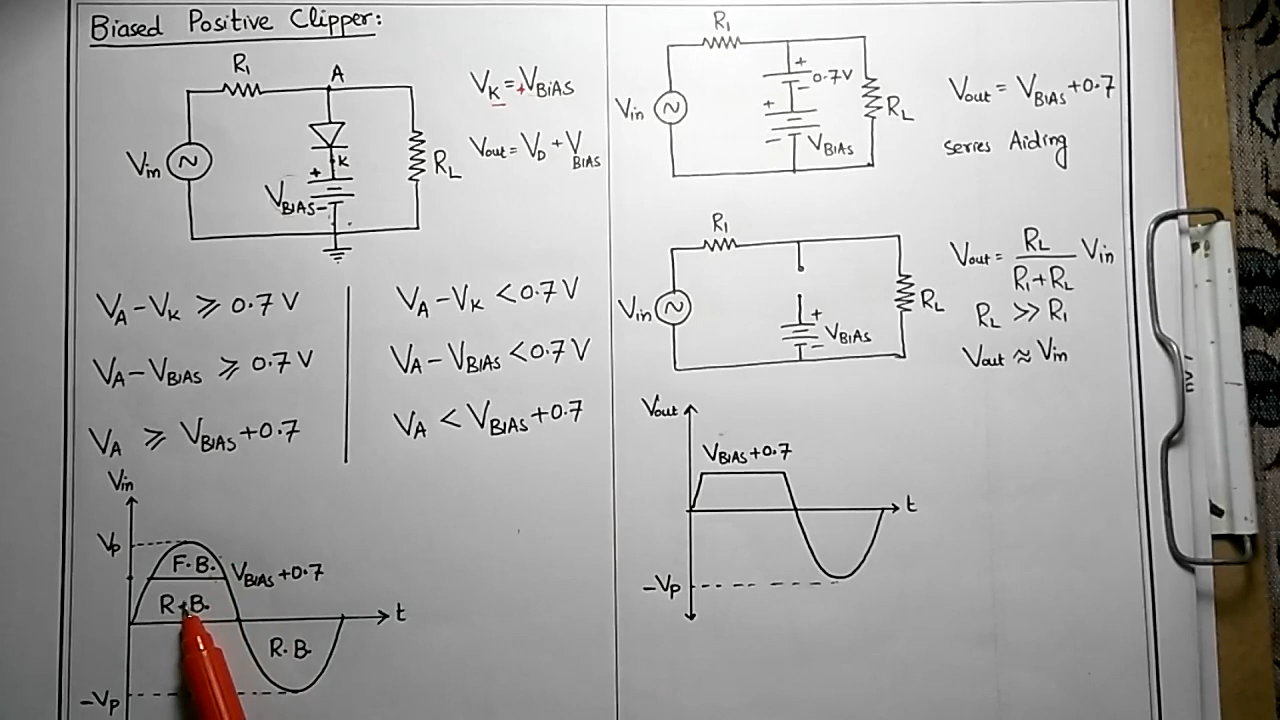 Biased Positive Clipper:
R₁
A
Vin
~
K
+
VBIAS
-
RL
VK = +VBIAS
Vout = VD + VBIAS
VA - VK ⩾ 0.7 V
VA - VBIAS ⩾ 0.7 V
VA ⩾ VBIAS + 0.7
VA - VK < 0.7 V
VA - VBIAS < 0.7 V
VA < VBIAS + 0.7
Vin
Vp
F.B.
VBIAS + 0.7
R.B.
t
R.B.
-Vp
R₁
Vin
~
+
0.7V
-
+
VBIAS
-
RL
Vout = VBIAS + 0.7
series Aiding
R₁
Vin
~
+
VBIAS
-
RL
Vout = RL / R₁ + RL Vin
RL >> R₁
Vout ≈ Vin
Vout
VBIAS + 0.7
t
-Vp